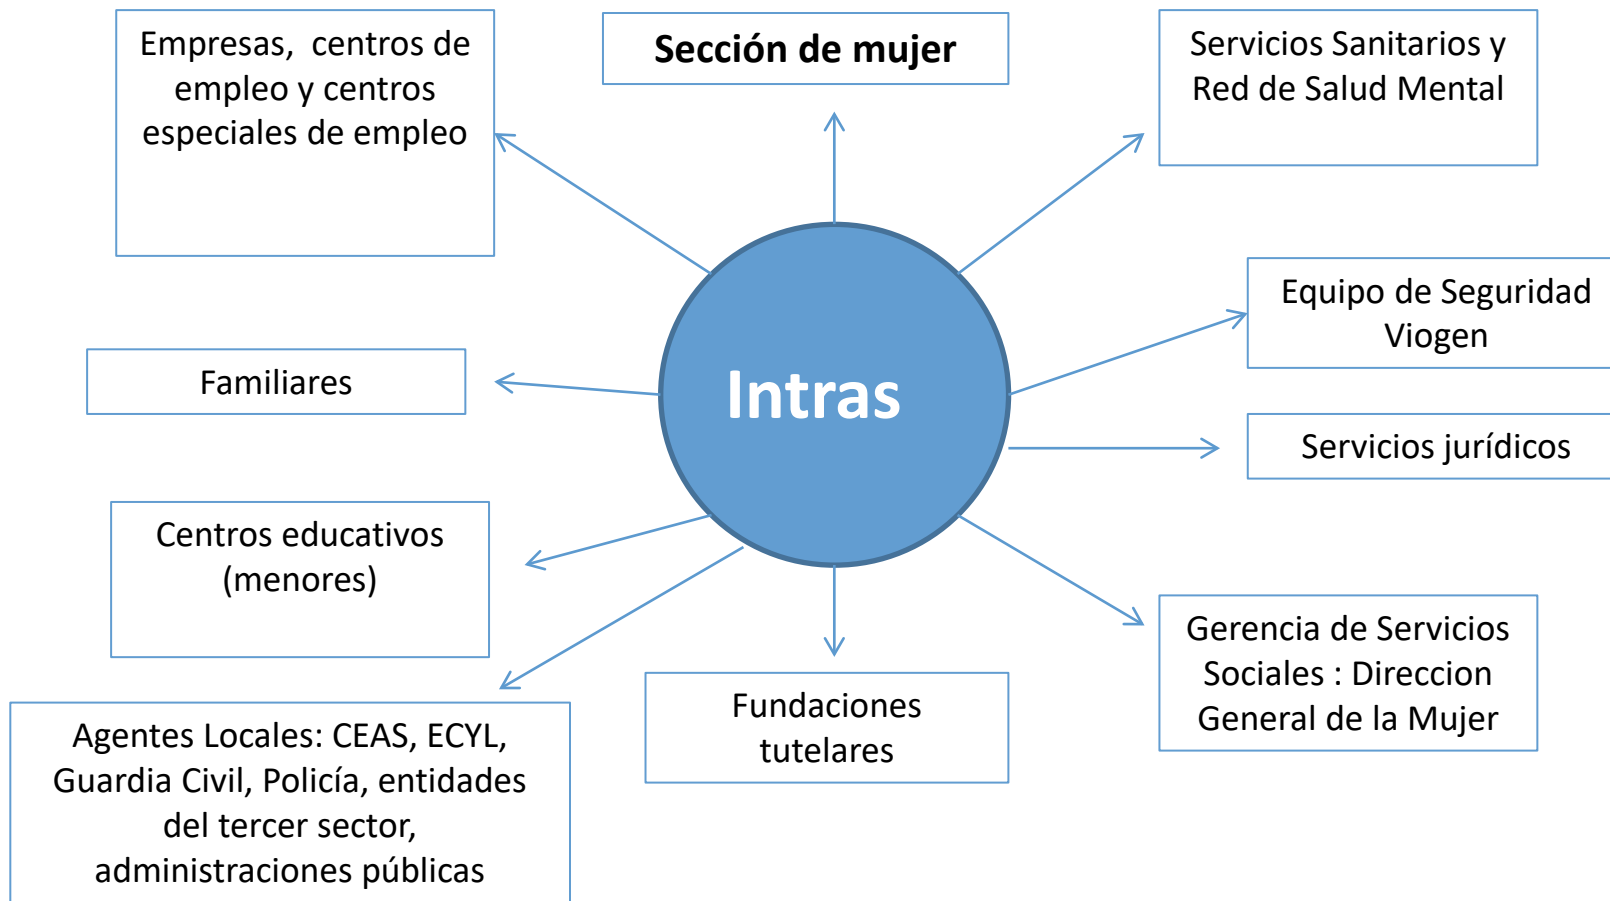 Empresas,  centros de
empleo y centros
especiales de empleo
Sección de mujer
Servicios Sanitarios y
Red de Salud Mental
Equipo de Seguridad
Viogen
Familiares
Intras
Servicios jurídicos
Centros educativos
(menores)
Gerencia de Servicios
Sociales : Direccion
General de la Mujer
Fundaciones
tutelares
Agentes Locales: CEAS, ECYL,
Guardia Civil, Policía, entidades
del tercer sector,
administraciones públicas